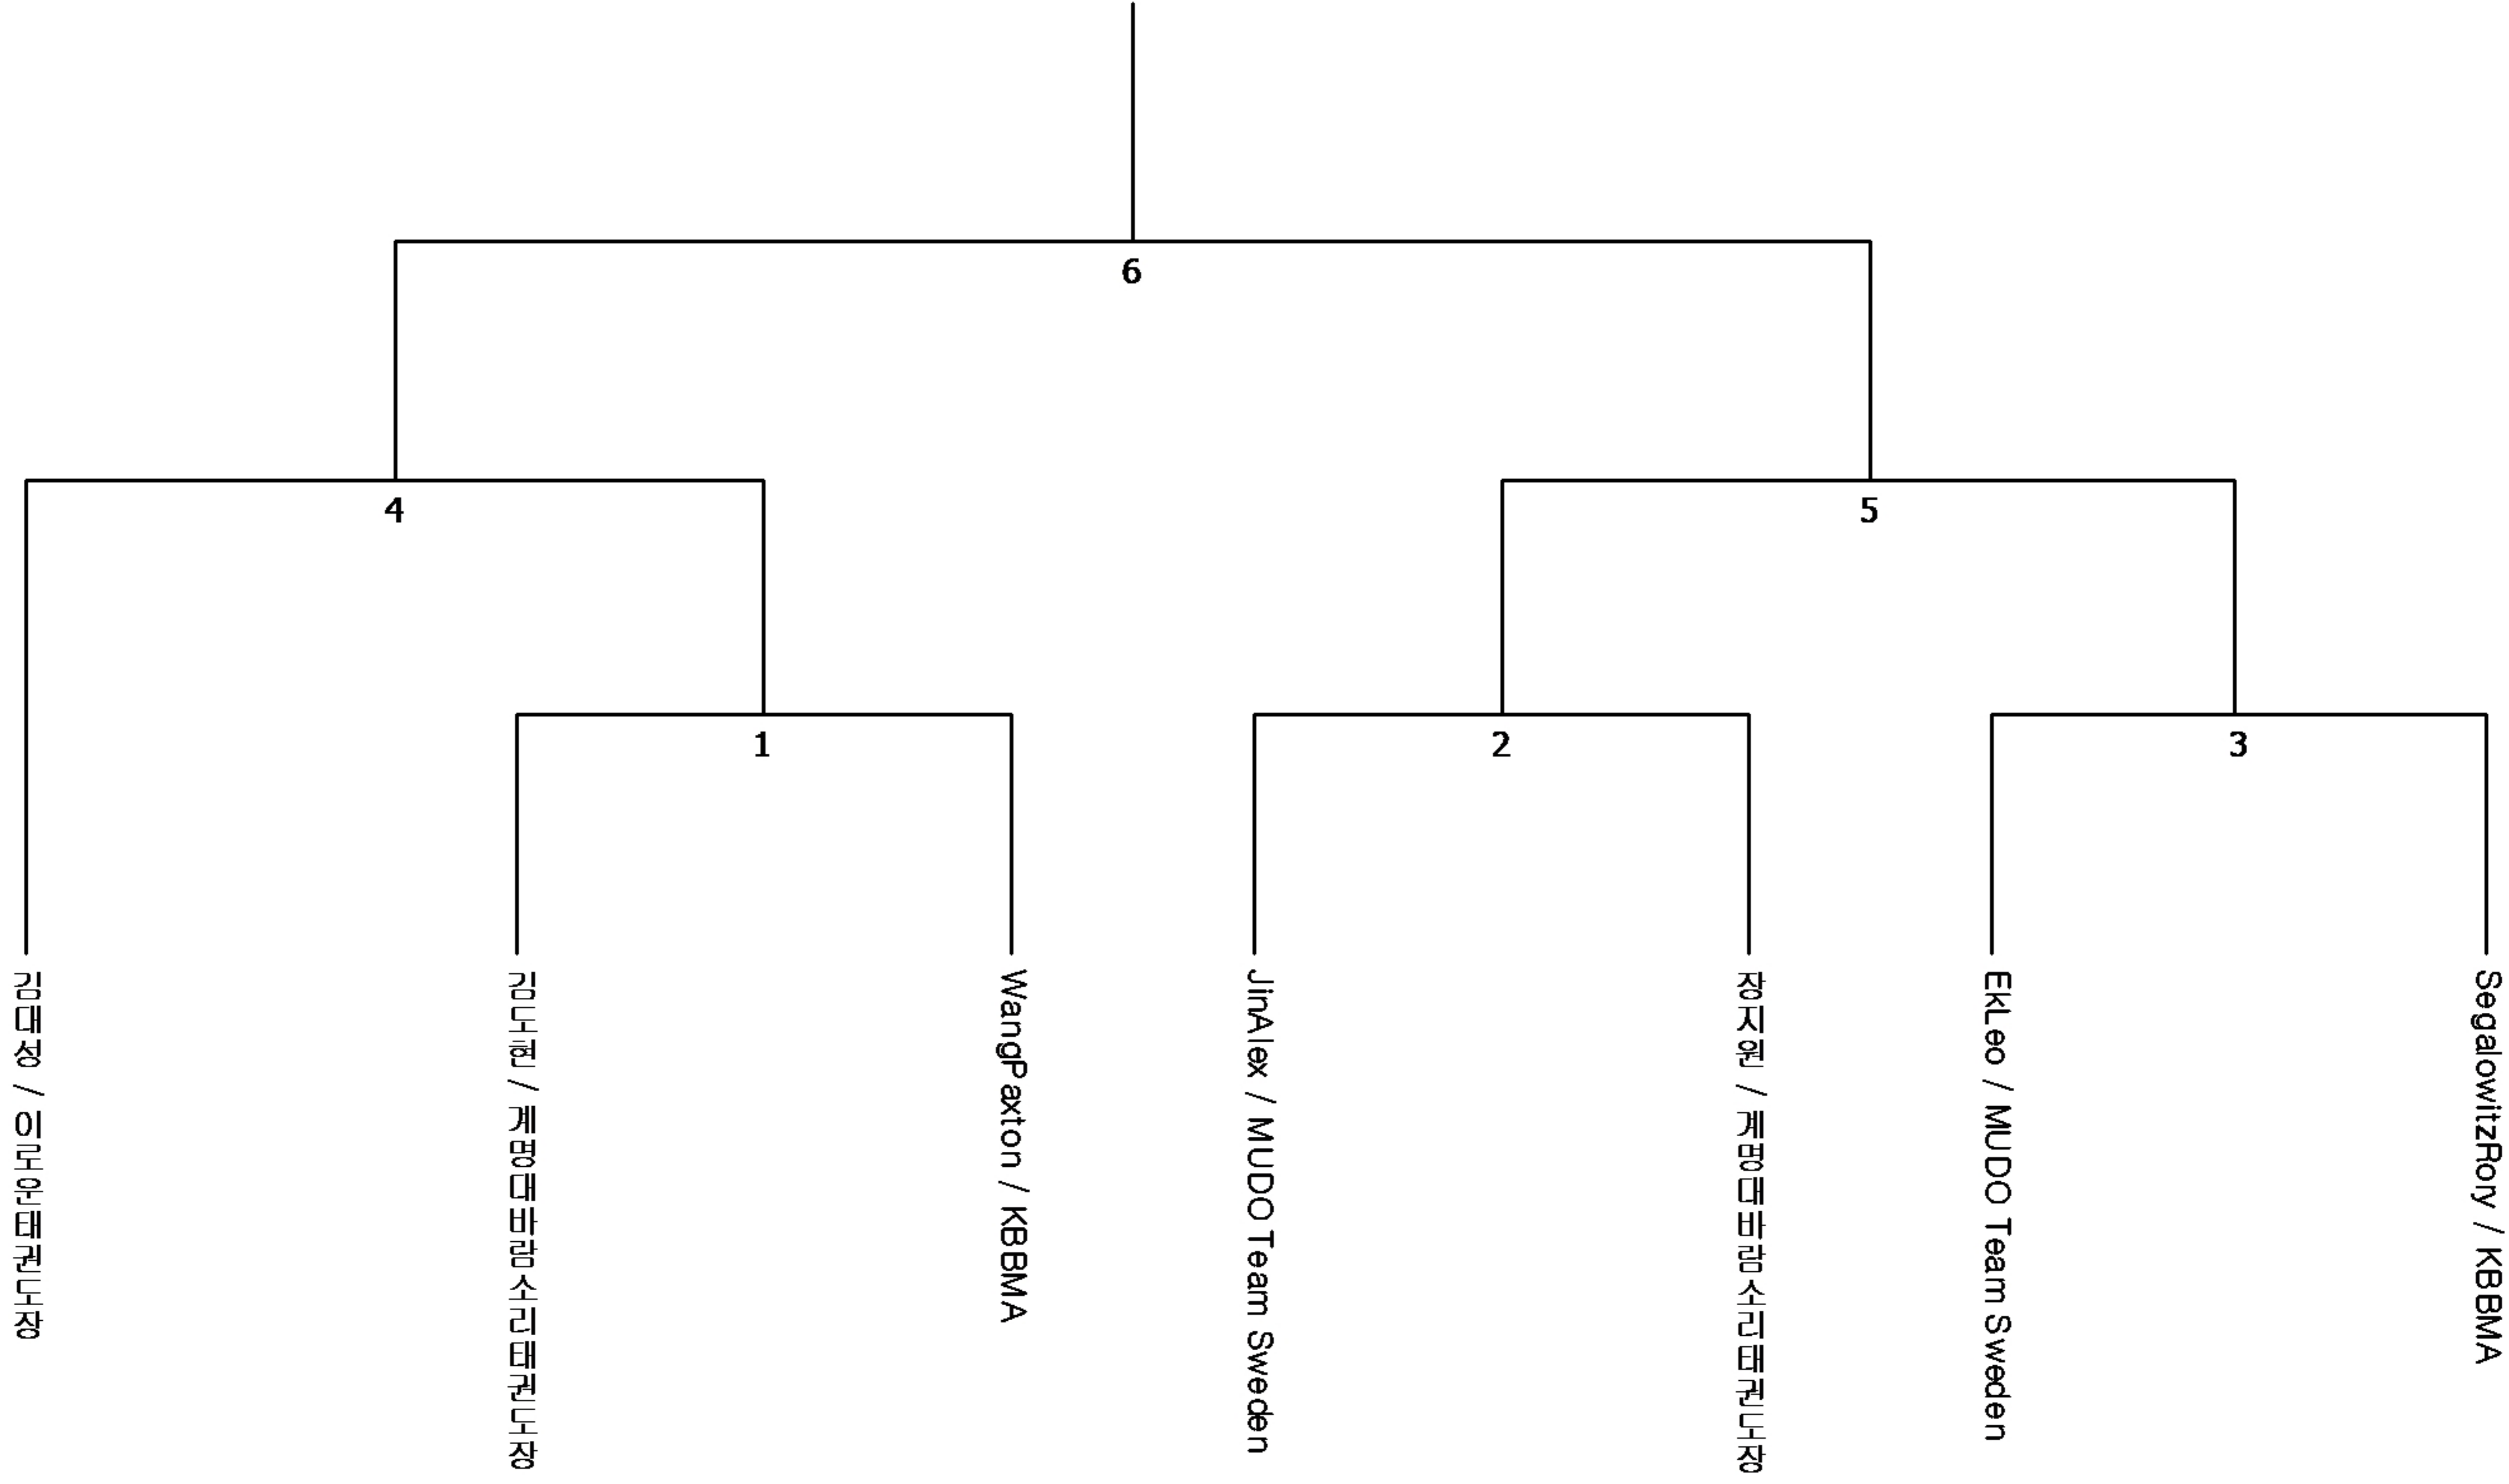 6
4
5
1
2
3
김대성 / 이로운태권도장
김도현 / 계명대바람소리태권도장
WangPaxton / KBBMA
JinAlex / MUDO Team Sweden
장지원 / 계명대바람소리태권도장
EkLeo / MUDO Team Sweden
SegalowitzRory / KBBMA